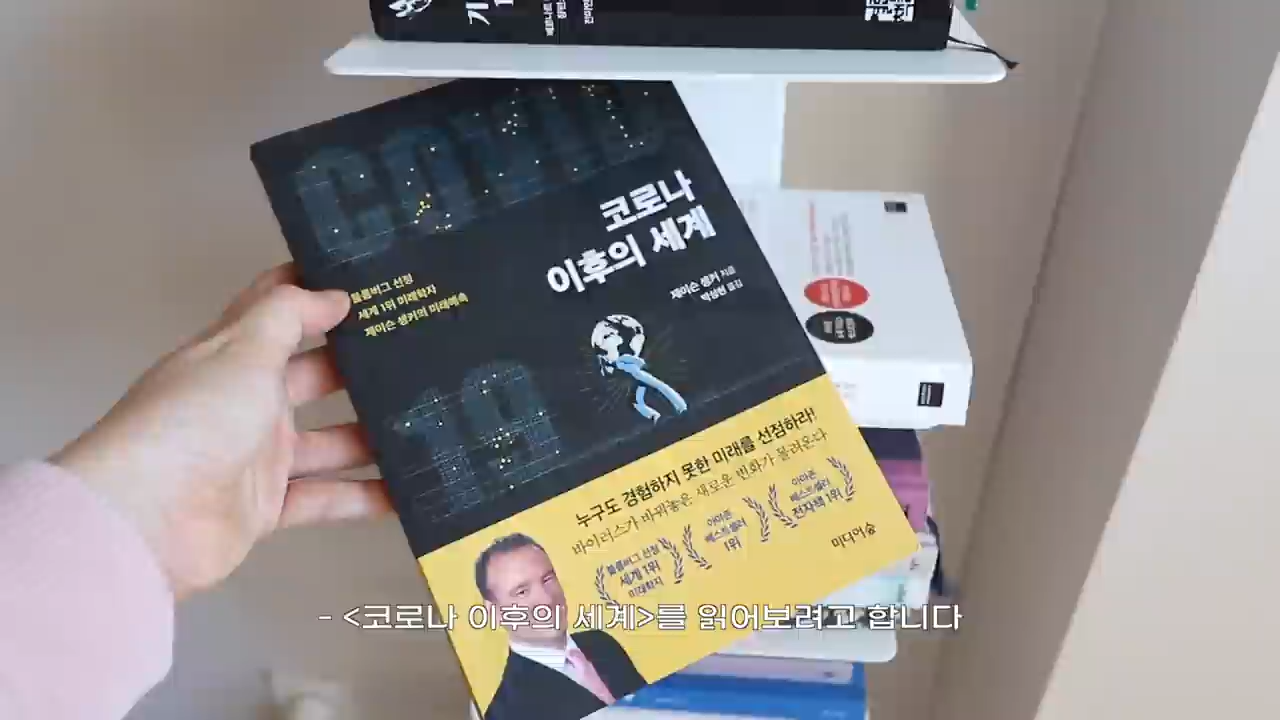 COVID
코로나
이후의 세계
제이슨 솅커 지음
박성현 옮김
블룸버그 선정
세계 1위 미래학자
제이슨 솅커의 미래예측
19
누구도 경험하지 못한 미래를 선점하라!
바이러스가 바꿔놓은 새로운 변화가 몰려온다
블룸버그 선정
세계 1위
미래학자
아마존
베스트셀러
1위
아마존
베스트셀러
전자책 1위
미디어숲
- <코로나 이후의 세계>를 읽어보려고 합니다